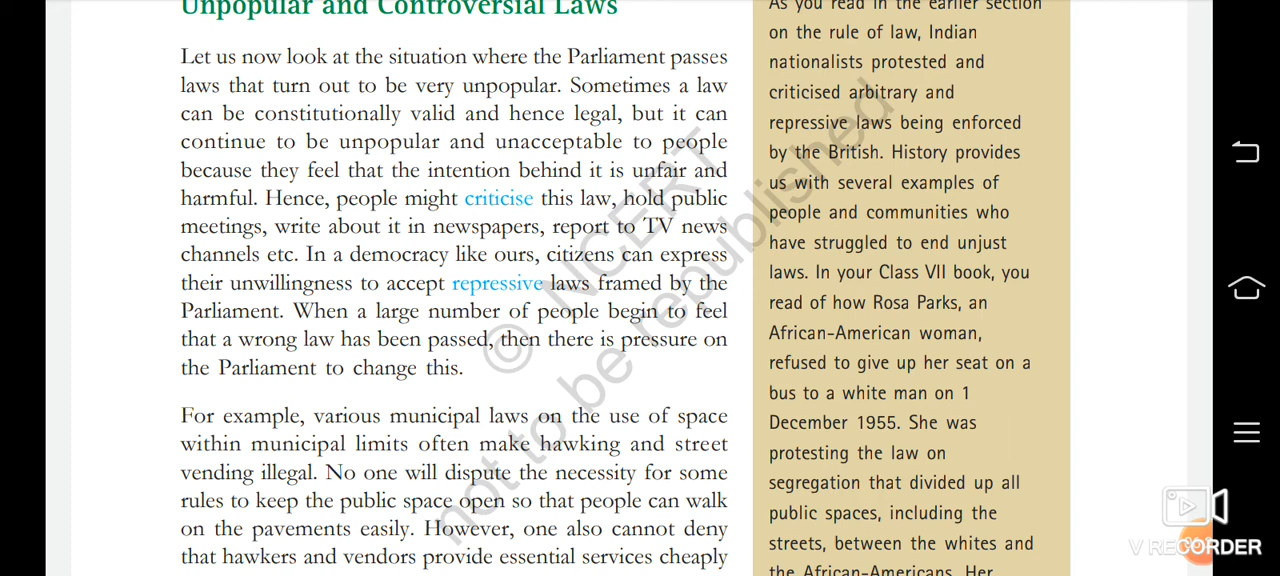 Unpopular and Controversial Laws
Let us now look at the situation where the Parliament passes
laws that turn out to be very unpopular. Sometimes a law
can be constitutionally valid and hence legal, but it can
continue to be unpopular and unacceptable to people
because they feel that the intention behind it is unfair and
harmful. Hence, people might criticise this law, hold public
meetings, write about it in newspapers, report to TV news
channels etc. In a democracy like ours, citizens can express
their unwillingness to accept repressive laws framed by the
Parliament. When a large number of people begin to feel
that a wrong law has been passed, then there is pressure on
the Parliament to change this.
For example, various municipal laws on the use of space
within municipal limits often make hawking and street
vending illegal. No one will dispute the necessity for some
rules to keep the public space open so that people can walk
on the pavements easily. However, one also cannot deny
that hawkers and vendors provide essential services cheaply
As you read in the earlier section
on the rule of law, Indian
nationalists protested and
criticised arbitrary and
repressive laws being enforced
by the British. History provides
us with several examples of
people and communities who
have struggled to end unjust
laws. In your Class VII book, you
read of how Rosa Parks, an
African-American woman,
refused to give up her seat on a
bus to a white man on 1
December 1955. She was
protesting the law on
segregation that divided up all
public spaces, including the
streets, between the whites and
the African-Americans. Her
© NCERT
not to be republished
V RECORDER